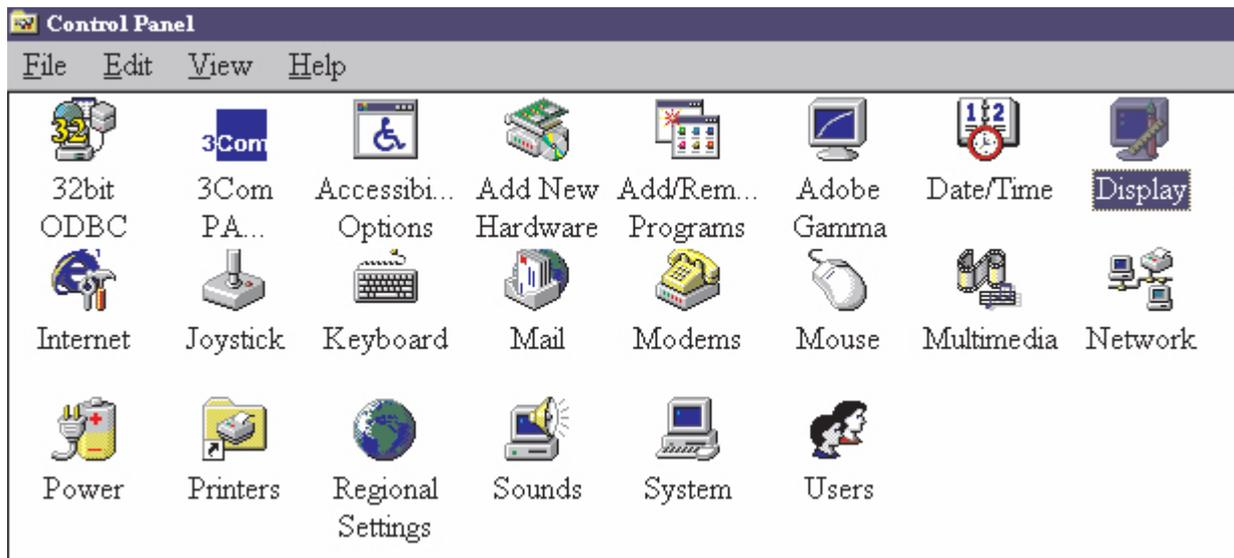 Control Panel
File Edit View Help
32 3Com 12
32bit 3Com Accessibi... Add New Add/Rem... Adobe Date/Time Display
ODBC PA... Options Hardware Programs Gamma
Internet Joystick Keyboard Mail Modems Mouse Multimedia Network
Power Printers Regional Sounds System Users
Settings